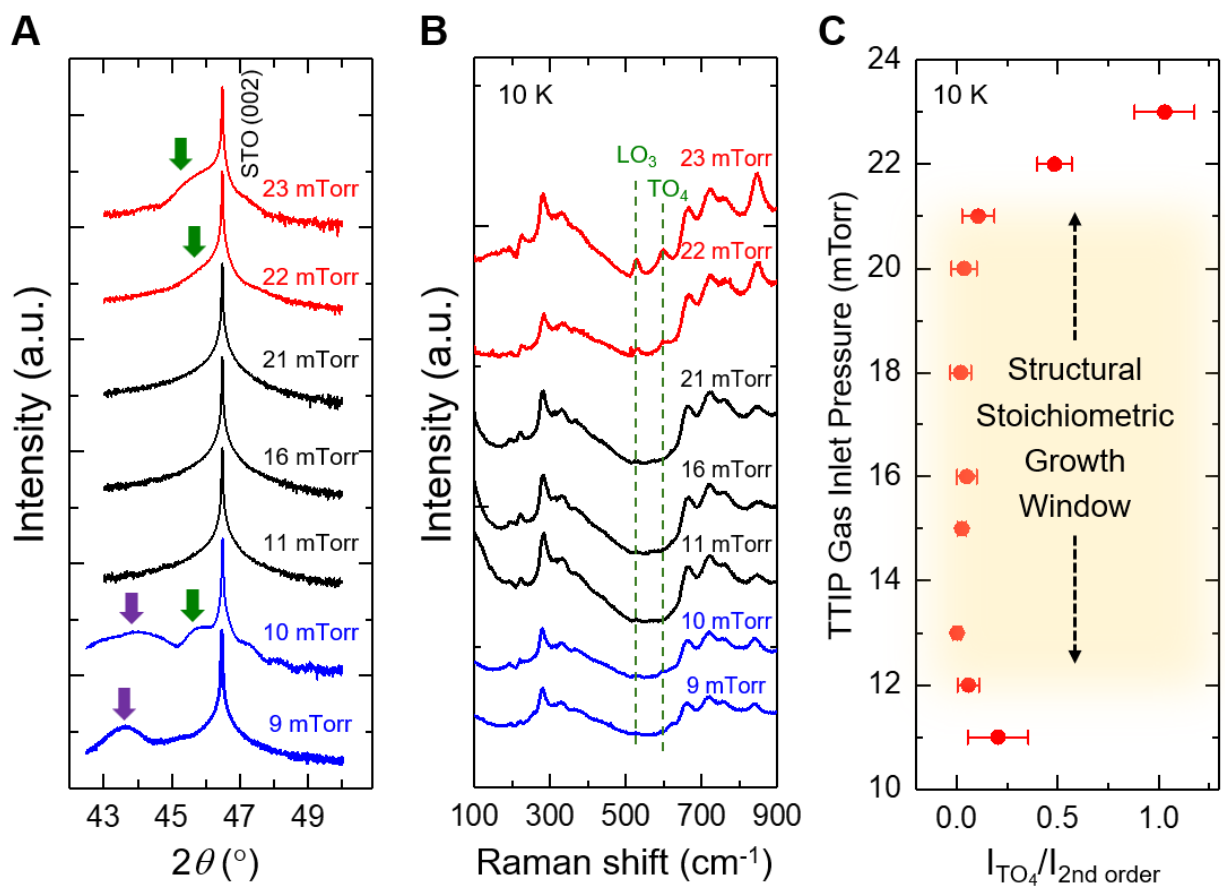 A
Intensity (a.u.)
STO (002)
23 mTorr
22 mTorr
21 mTorr
16 mTorr
11 mTorr
10 mTorr
9 mTorr
43 45 47 49
2θ (°)
B
Intensity (a.u.)
10 K
LO₃
TO₄
23 mTorr
22 mTorr
21 mTorr
16 mTorr
11 mTorr
10 mTorr
9 mTorr
100 300 500 700 900
Raman shift (cm⁻¹)
C
TTIP Gas Inlet Pressure (mTorr)
24
22
20
18
16
14
12
10
10 K
Structural
Stoichiometric
Growth
Window
0.0 0.5 1.0
I_TO₄/I_2nd order